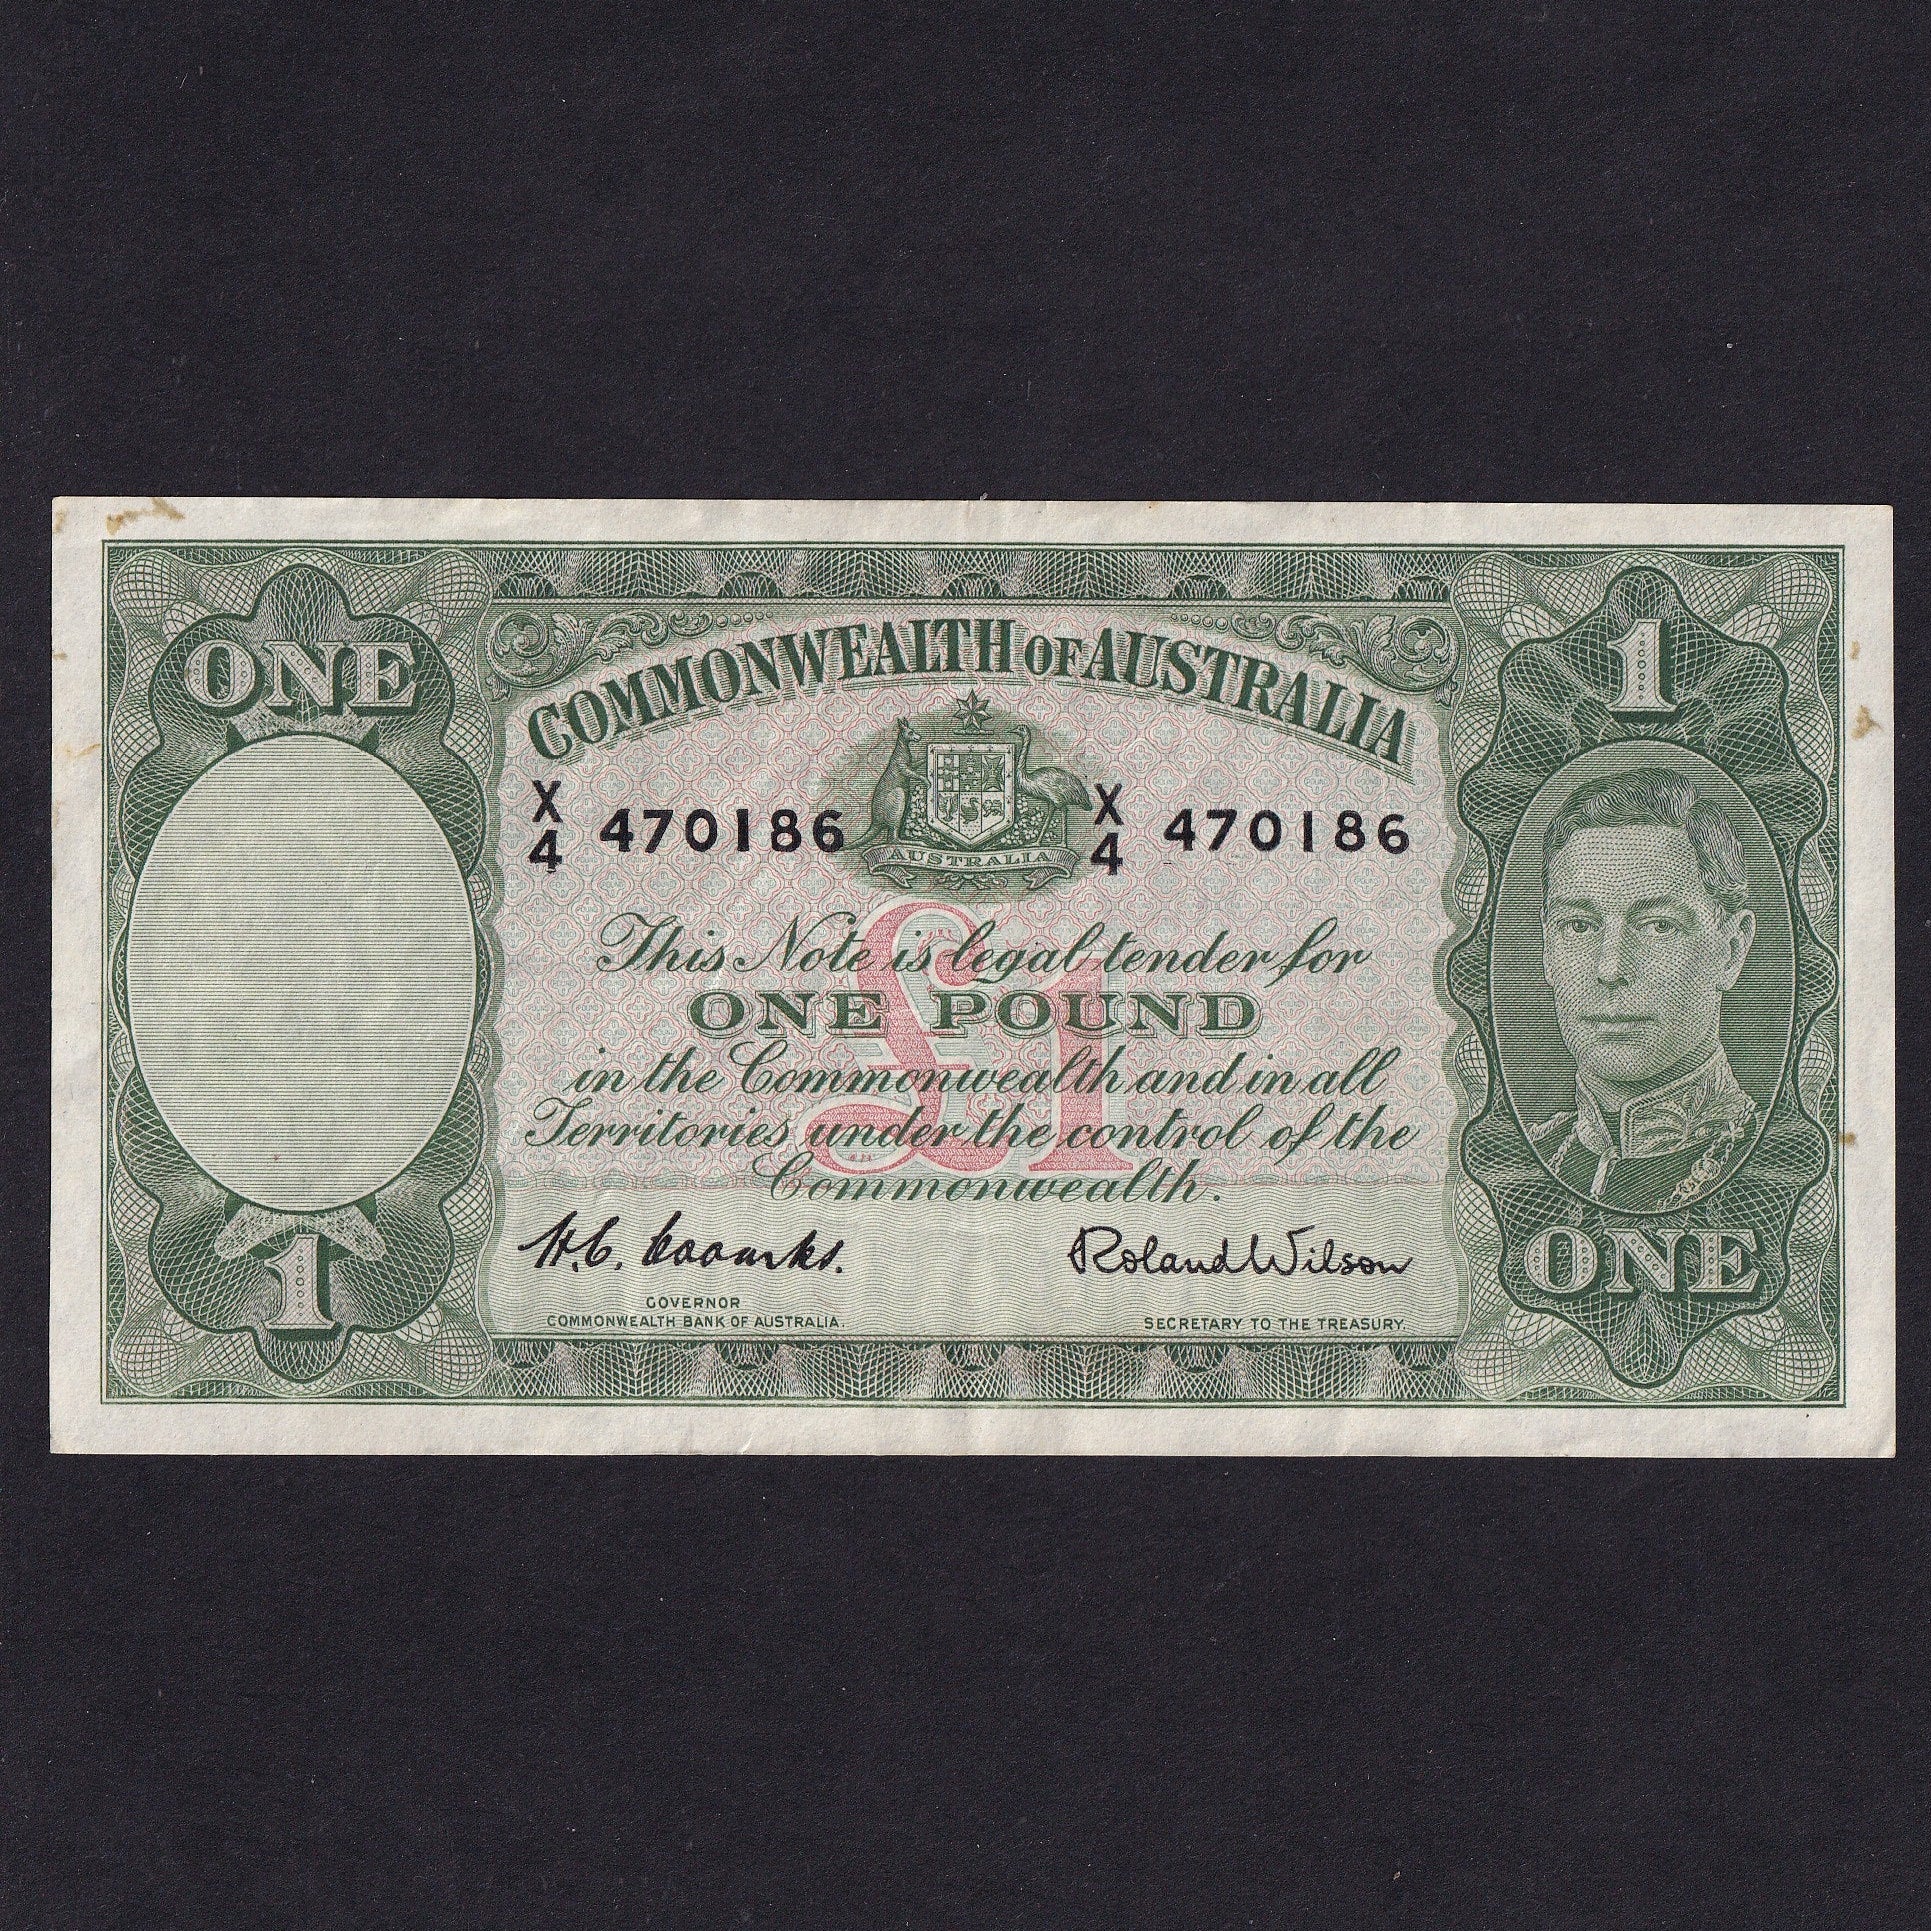 ONE
1
COMMONWEALTH OF AUSTRALIA
X/4 470186
X/4 470186
AUSTRALIA
£1
This Note is legal tender for
ONE POUND
in the Commonwealth and in all
Territories under the control of the
Commonwealth.
H.C. Coombs.
Roland Wilson
GOVERNOR
COMMONWEALTH BANK OF AUSTRALIA.
SECRETARY TO THE TREASURY.
1
ONE